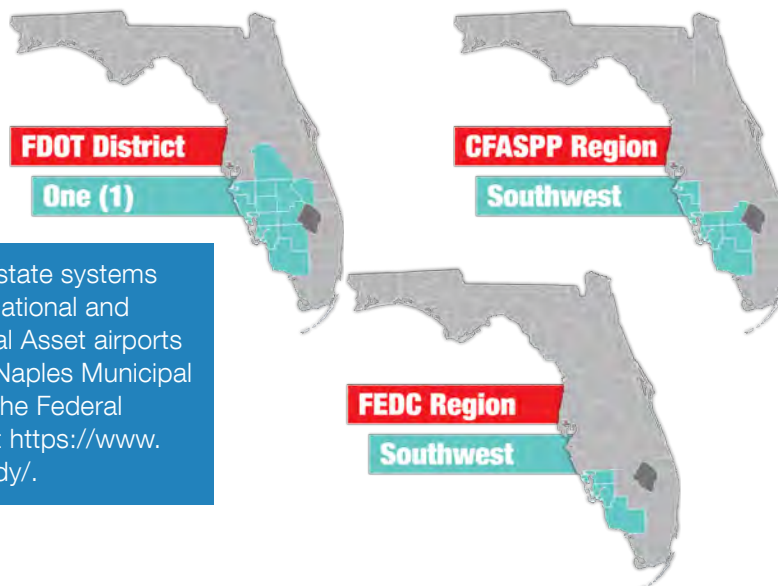 FDOT District
One (1)
CFASPP Region
Southwest
state systems
ational and
al Asset airports
Naples Municipal
he Federal
t https://www.
dy/.
FEDC Region
Southwest